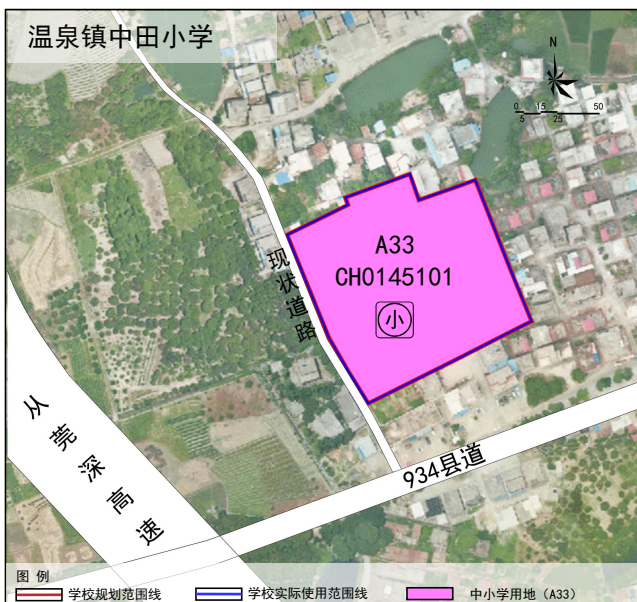 温泉镇中田小学
N
0 15 50
5 25
A33
CH0145101
小
现状道路
从莞深高速
934县道
图 例
学校规划范围线
学校实际使用范围线
中小学用地（A33）